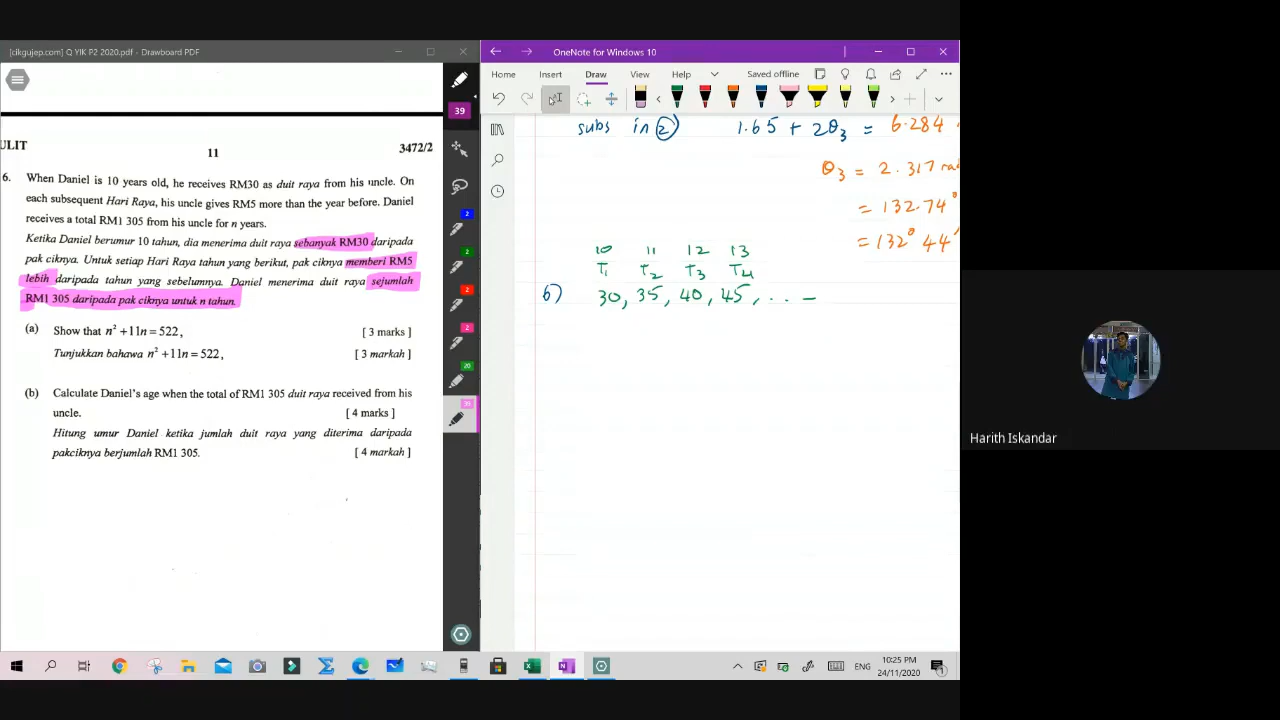 [cikgujep.com] Q YIK P2 2020.pdf - Drawboard PDF
39
2
2
2
2
20
ULIT
11
3472/2
6. When Daniel is 10 years old, he receives RM30 as duit raya from his uncle. On
each subsequent Hari Raya, his uncle gives RM5 more than the year before. Daniel
receives a total RM1 305 from his uncle for n years.
Ketika Daniel berumur 10 tahun, dia menerima duit raya sebanyak RM30 daripada
pak ciknya. Untuk setiap Hari Raya tahun yang berikut, pak ciknya memberi RM5
lebih daripada tahun yang sebelumnya. Daniel menerima duit raya sejumlah
RM1 305 daripada pak ciknya untuk n tahun.
(a) Show that n² +11n = 522, [ 3 marks ]
Tunjukkan bahawa n² +11n = 522, [ 3 markah ]
(b) Calculate Daniel's age when the total of RM1 305 duit raya received from his
uncle. [ 4 marks ]
Hitung umur Daniel ketika jumlah duit raya yang diterima daripada
pakciknya berjumlah RM1 305. [ 4 markah ]
OneNote for Windows 10
Home Insert Draw View Help Saved offline
subs in ② 1.65 + 2θ₃ = 6.284
θ₃ = 2.317 rad
= 132.74°
= 132° 44'
10 11 12 13
T₁ T₂ T₃ T₄
6) 30, 35, 40, 45, ... —
Harith Iskandar
ENG
10:25 PM
24/11/2020
1